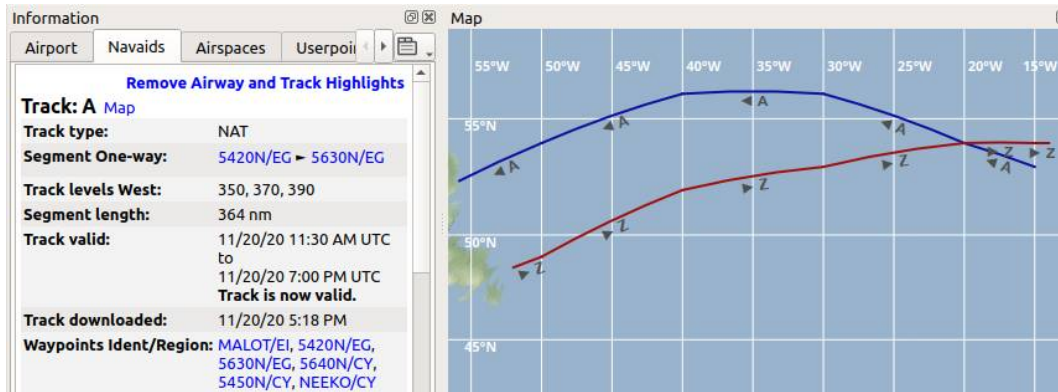 Information
Airport Navaids Airspaces Userpoi
Remove Airway and Track Highlights
Track: A Map
Track type: NAT
Segment One-way: 5420N/EG ► 5630N/EG
Track levels West: 350, 370, 390
Segment length: 364 nm
Track valid: 11/20/20 11:30 AM UTC
to
11/20/20 7:00 PM UTC
Track is now valid.
Track downloaded: 11/20/20 5:18 PM
Waypoints Ident/Region: MALOT/EI, 5420N/EG,
5630N/EG, 5640N/CY,
5450N/CY, NEEKO/CY
Map
55°W 50°W 45°W 40°W 35°W 30°W 25°W 20°W 15°W
A
55°N
A
A
Z
Z
A
Z
A
Z
50°N
Z
Z
45°N